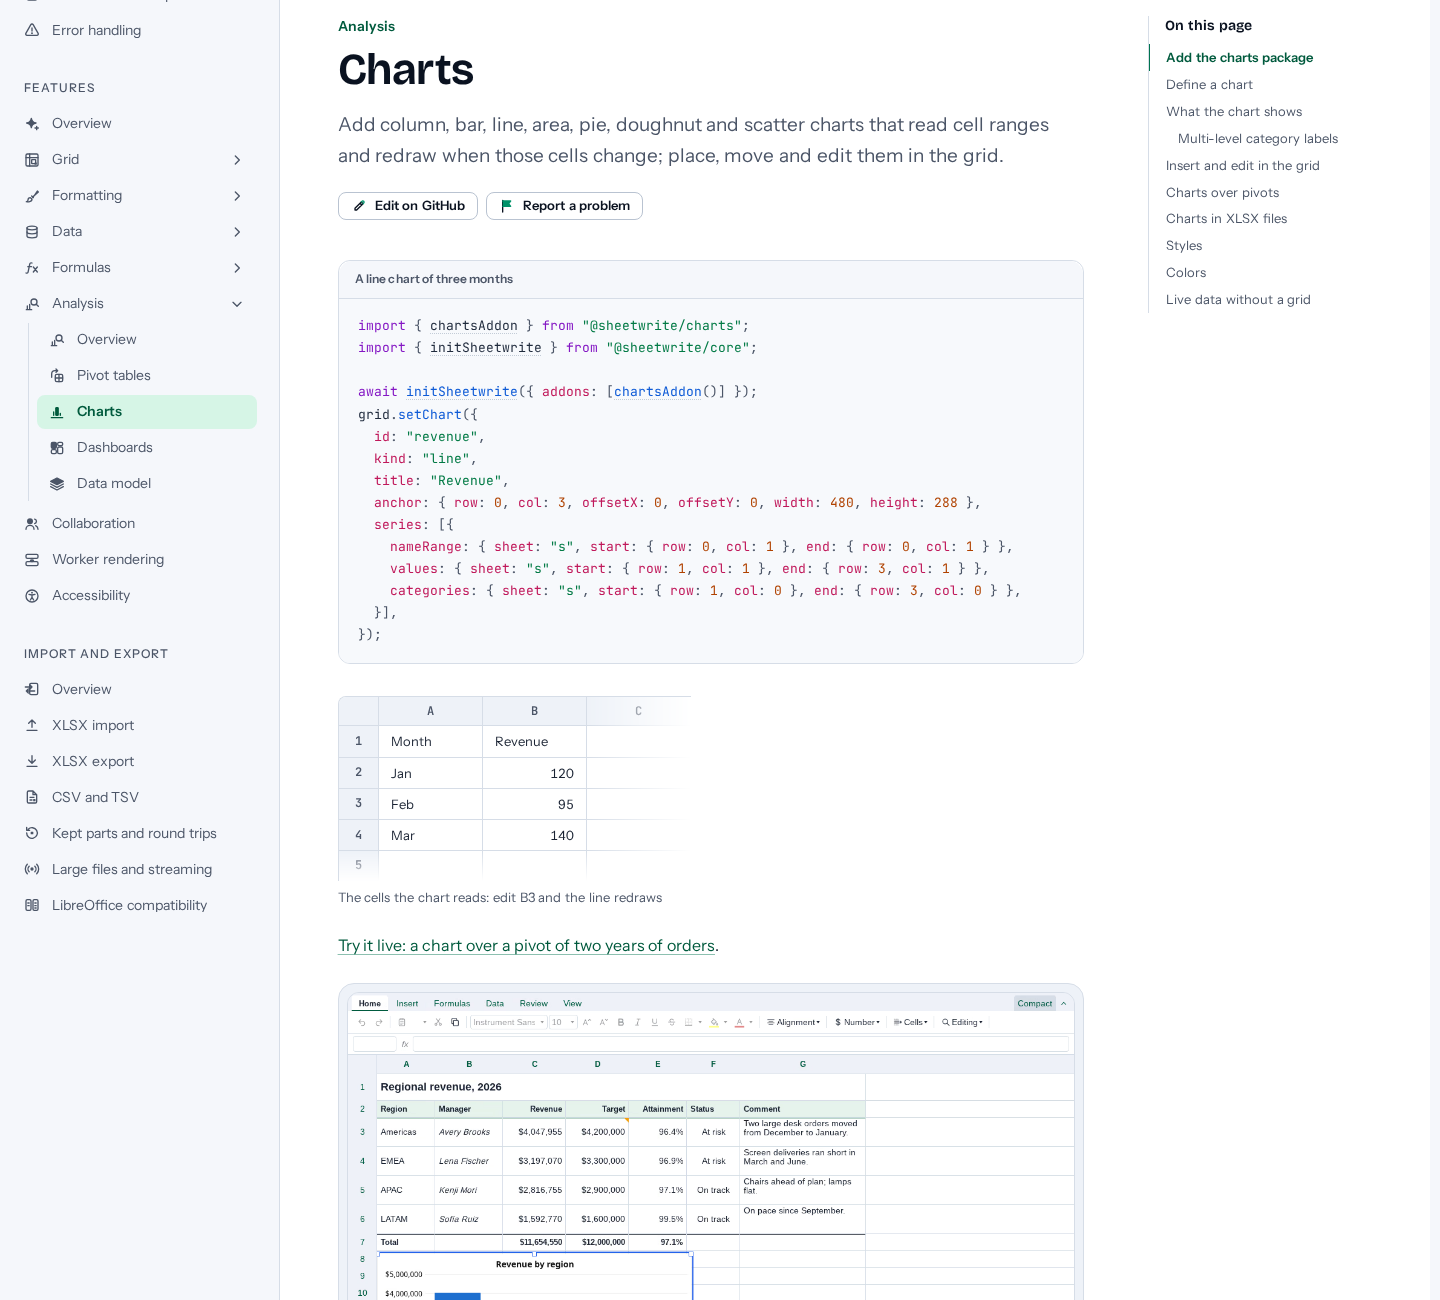 Error handling
FEATURES
Overview
Grid
Formatting
Data
Formulas
Analysis
Overview
Pivot tables
Charts
Dashboards
Data model
Collaboration
Worker rendering
Accessibility
IMPORT AND EXPORT
Overview
XLSX import
XLSX export
CSV and TSV
Kept parts and round trips
Large files and streaming
LibreOffice compatibility
Analysis
Charts
Add column, bar, line, area, pie, doughnut and scatter charts that read cell ranges
and redraw when those cells change; place, move and edit them in the grid.
Edit on GitHub
Report a problem
A line chart of three months
import { chartsAddon } from "@sheetwrite/charts";
import { initSheetwrite } from "@sheetwrite/core";
await initSheetwrite({ addons: [chartsAddon()] });
grid.setChart({
  id: "revenue",
  kind: "line",
  title: "Revenue",
  anchor: { row: 0, col: 3, offsetX: 0, offsetY: 0, width: 480, height: 288 },
  series: [{
    nameRange: { sheet: "s", start: { row: 0, col: 1 }, end: { row: 0, col: 1 } },
    values: { sheet: "s", start: { row: 1, col: 1 }, end: { row: 3, col: 1 } },
    categories: { sheet: "s", start: { row: 1, col: 0 }, end: { row: 3, col: 0 } },
  }],
});
A B C
1 Month Revenue
2 Jan 120
3 Feb 95
4 Mar 140
5
The cells the chart reads: edit B3 and the line redraws
Try it live: a chart over a pivot of two years of orders.
Home Insert Formulas Data Review View Compact
Instrument Sans 10 B I U S A Alignment $ Number Cells Editing
fx
A B C D E F G
1 Regional revenue, 2026
2 Region Manager Revenue Target Attainment Status Comment
3 Americas Avery Brooks $4,047,955 $4,200,000 96.4% At risk Two large desk orders moved
from December to January.
4 EMEA Lena Fischer $3,197,070 $3,300,000 96.9% At risk Screen deliveries ran short in
March and June.
5 APAC Kenji Mori $2,816,755 $2,900,000 97.1% On track Chairs ahead of plan; lamps
flat.
6 LATAM Sofia Ruiz $1,592,770 $1,600,000 99.5% On track On pace since September.
7 Total $11,654,550 $12,000,000 97.1%
8 Revenue by region
9 $5,000,000
10 $4,000,000
On this page
Add the charts package
Define a chart
What the chart shows
Multi-level category labels
Insert and edit in the grid
Charts over pivots
Charts in XLSX files
Styles
Colors
Live data without a grid